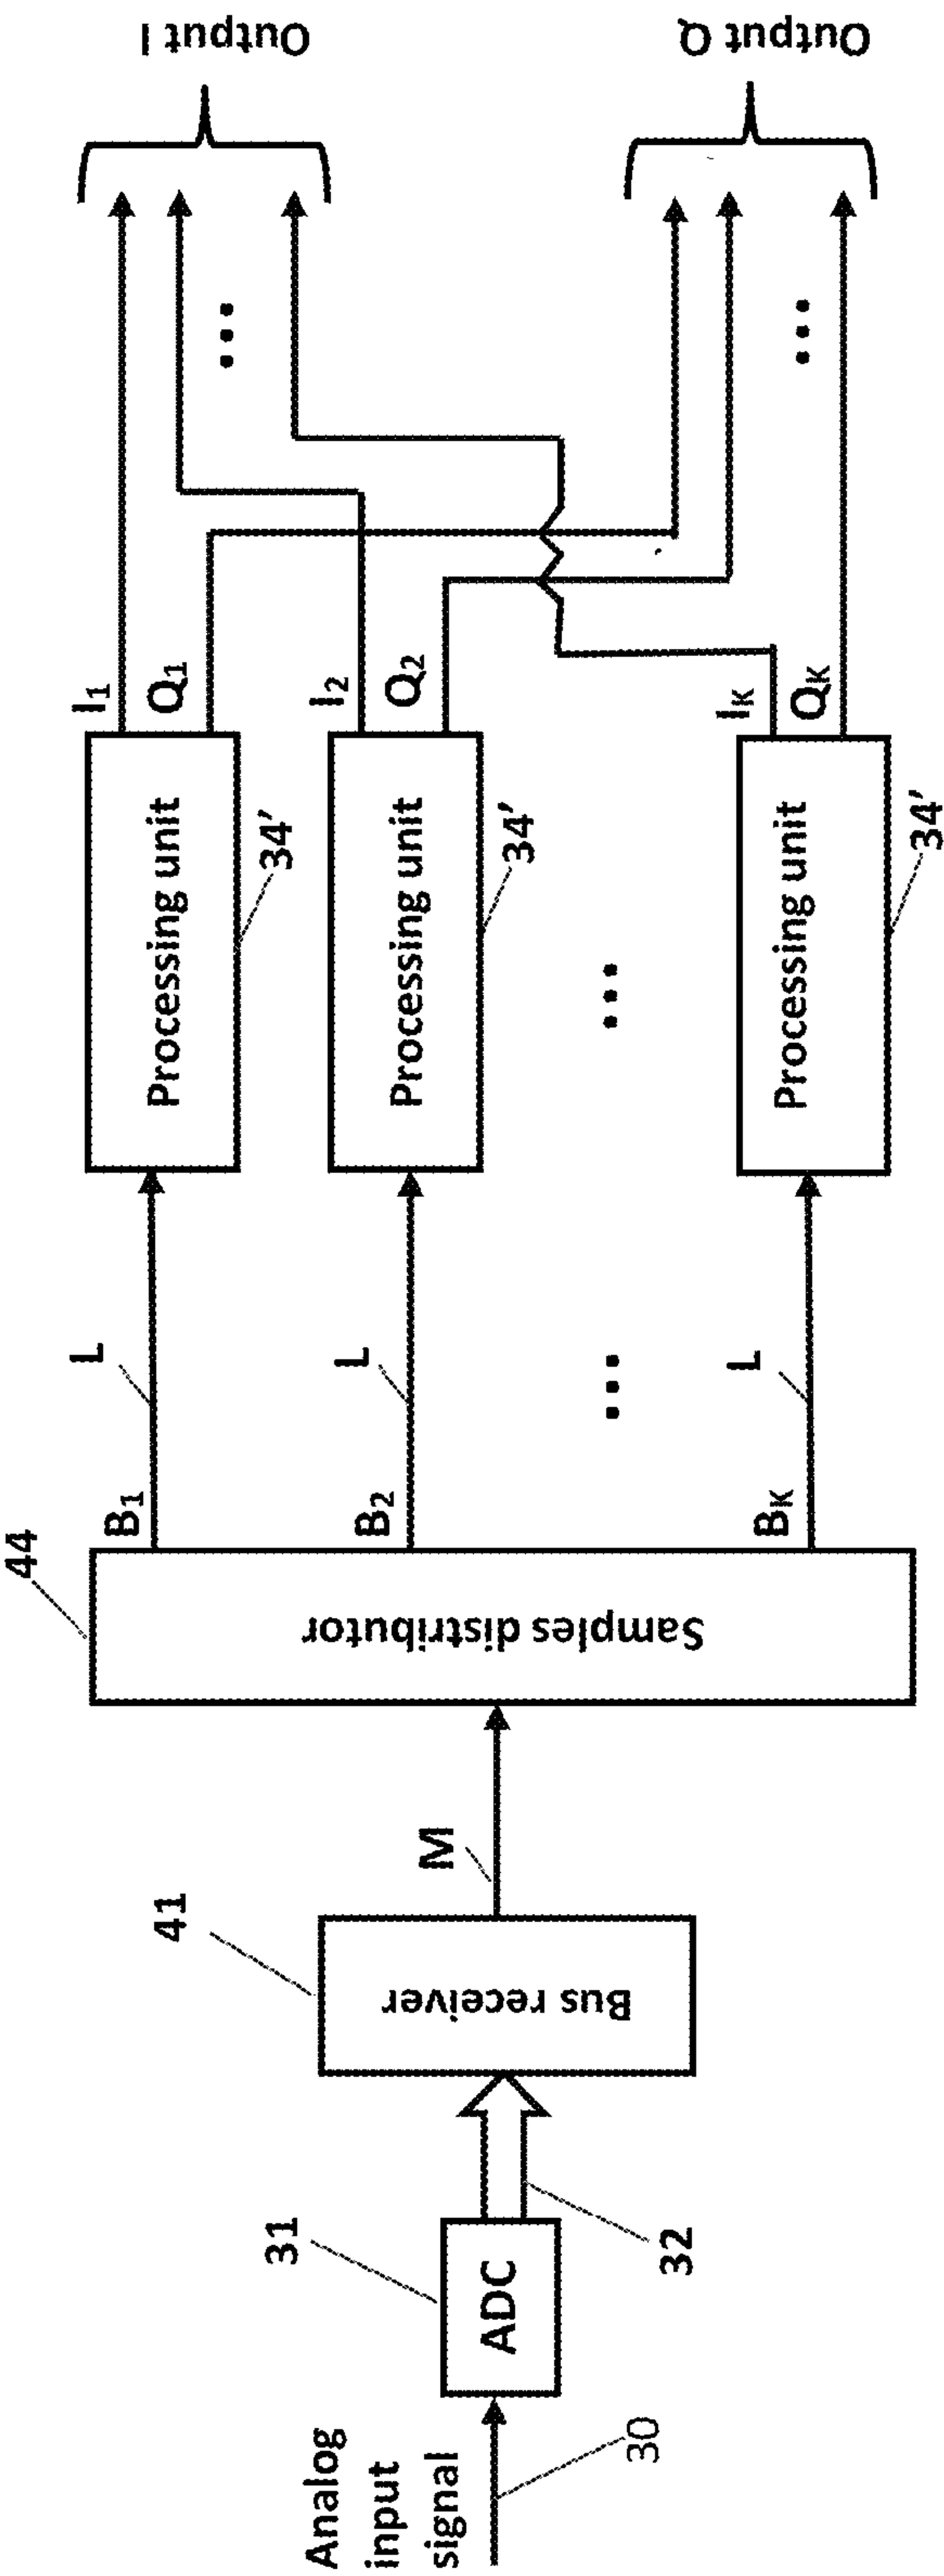 Analog
input
signal
30
ADC
31
32
Bus receiver
41
M
Samples distributor
44
B1
L
B2
L
BK
L
Processing unit
34'
Processing unit
34'
Processing unit
34'
I1
Q1
I2
Q2
IK
QK
...
...
...
...
Output I
Output Q